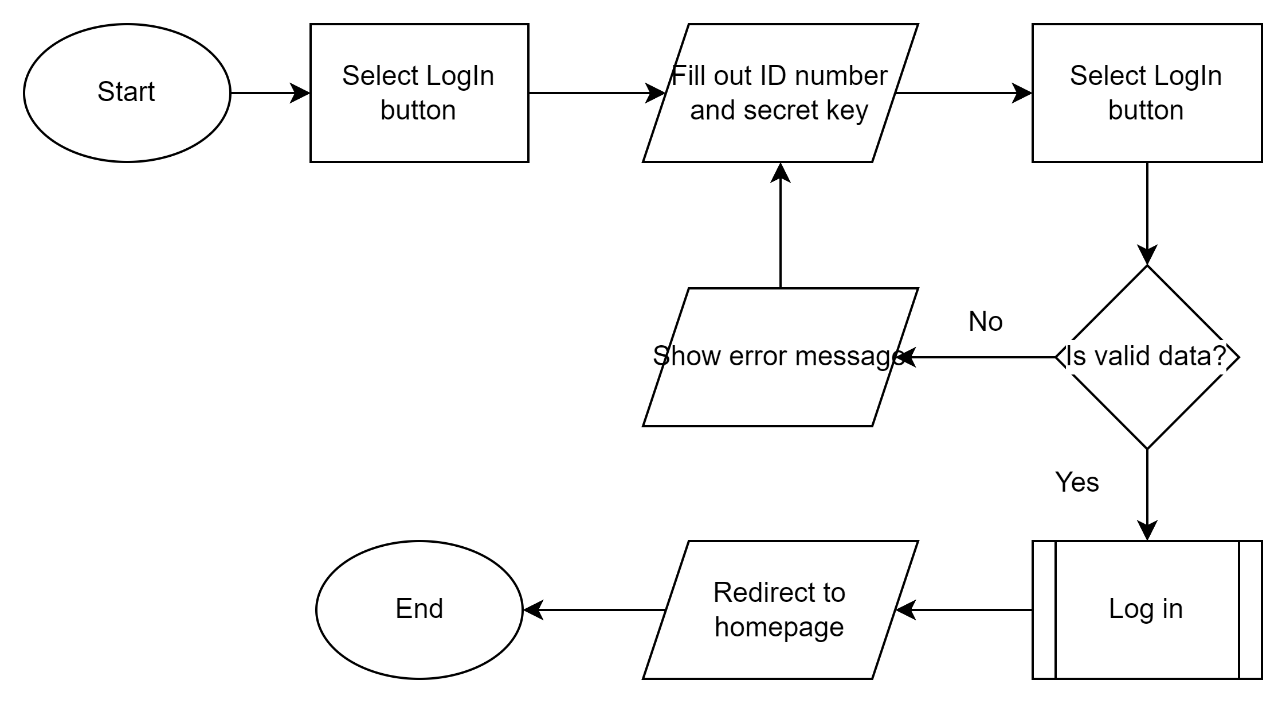 Start
Select LogIn
button
Fill out ID number
and secret key
Select LogIn
button
Show error message
No
Is valid data?
Yes
End
Redirect to
homepage
Log in